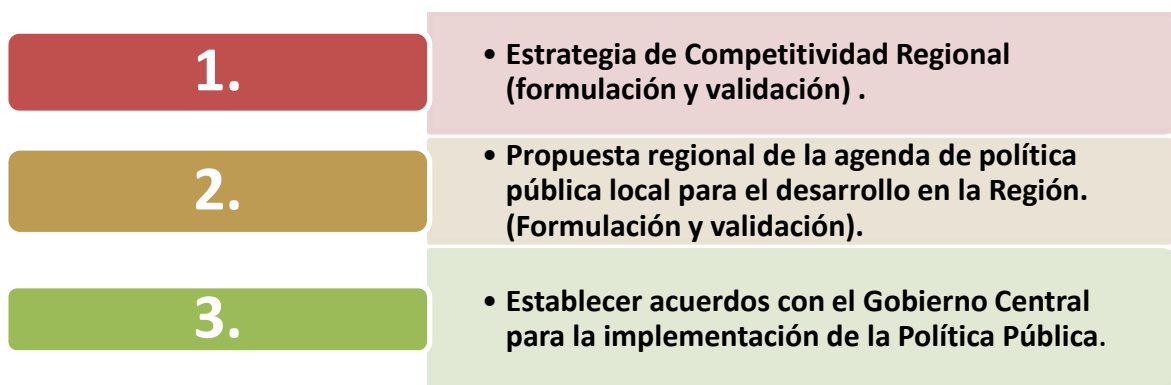 1.
• Estrategia de Competitividad Regional
(formulación y validación) .
2.
• Propuesta regional de la agenda de política
pública local para el desarrollo en la Región.
(Formulación y validación).
3.
• Establecer acuerdos con el Gobierno Central
para la implementación de la Política Pública.